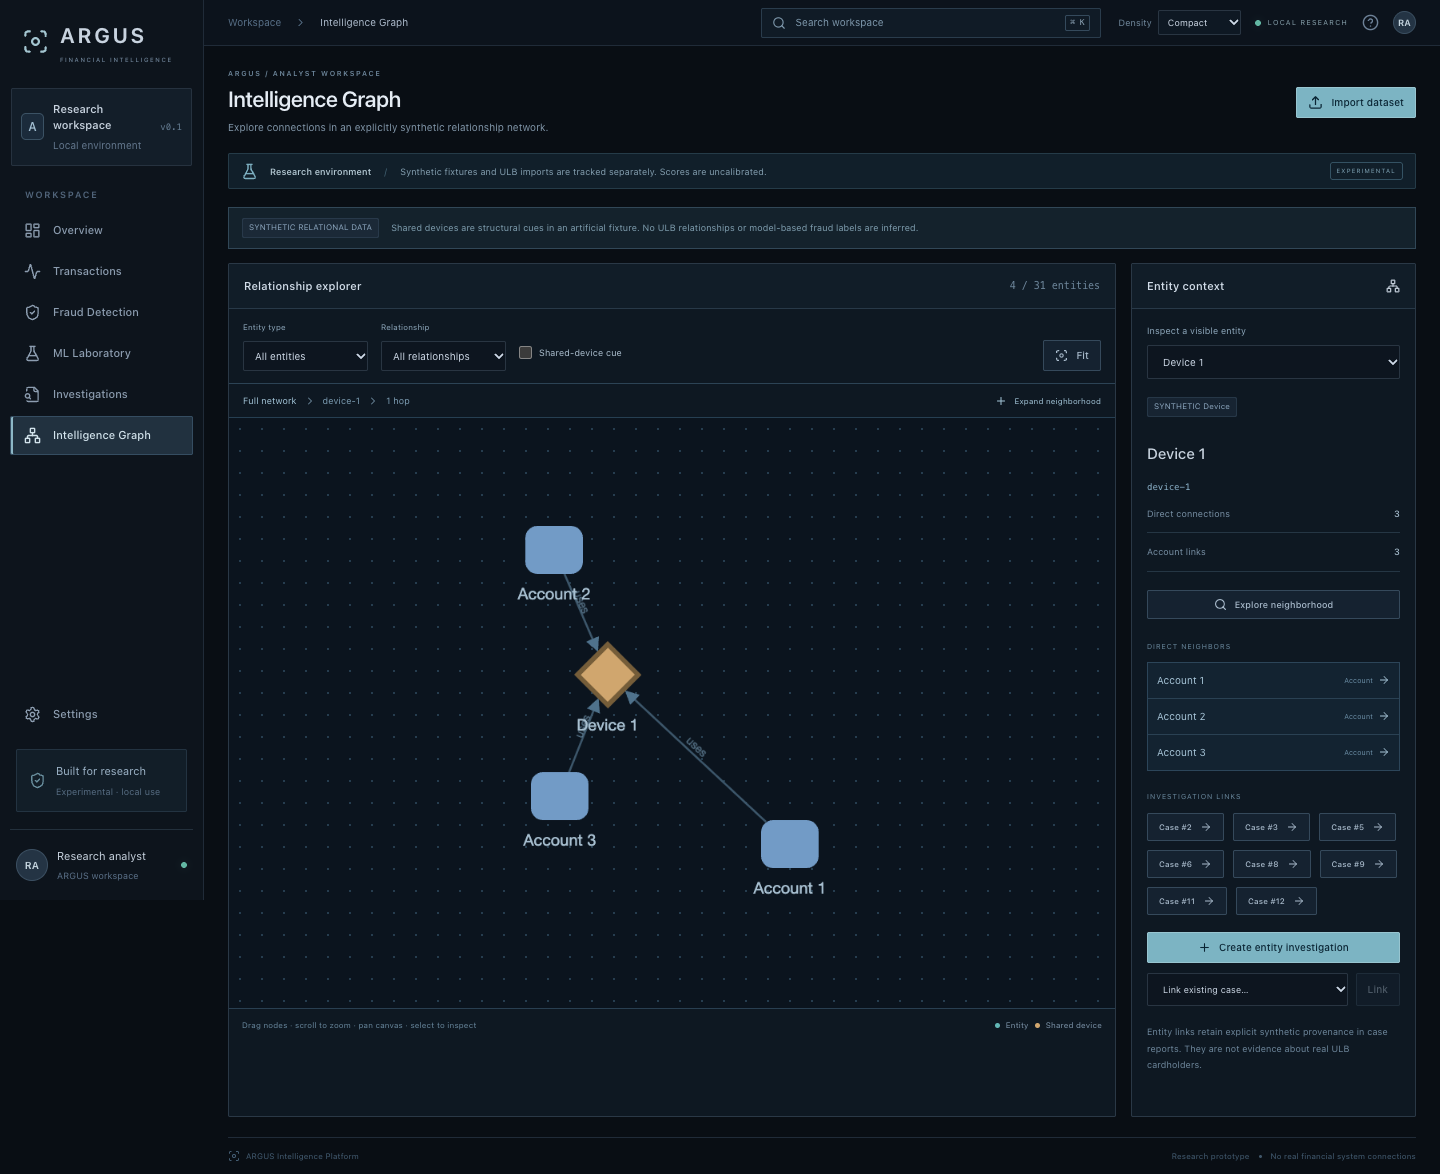 ARGUS
FINANCIAL INTELLIGENCE
A
Research workspace
v0.1
Local environment
WORKSPACE
Overview
Transactions
Fraud Detection
ML Laboratory
Investigations
Intelligence Graph
Settings
Built for research
Experimental · local use
RA
Research analyst
ARGUS workspace
Workspace
Intelligence Graph
Search workspace
⌘ K
Density
Compact
LOCAL RESEARCH
RA
ARGUS / ANALYST WORKSPACE
Intelligence Graph
Explore connections in an explicitly synthetic relationship network.
Import dataset
Research environment / Synthetic fixtures and ULB imports are tracked separately. Scores are uncalibrated.
EXPERIMENTAL
SYNTHETIC RELATIONAL DATA
Shared devices are structural cues in an artificial fixture. No ULB relationships or model-based fraud labels are inferred.
Relationship explorer
4 / 31 entities
Entity type
All entities
Relationship
All relationships
Shared-device cue
Fit
Full network
device-1
1 hop
Expand neighborhood
Account 2
uses
Device 1
uses
uses
Account 3
Account 1
Drag nodes · scroll to zoom · pan canvas · select to inspect
Entity
Shared device
Entity context
Inspect a visible entity
Device 1
SYNTHETIC Device
Device 1
device-1
Direct connections 3
Account links 3
Explore neighborhood
DIRECT NEIGHBORS
Account 1 Account
Account 2 Account
Account 3 Account
INVESTIGATION LINKS
Case #2
Case #3
Case #5
Case #6
Case #8
Case #9
Case #11
Case #12
Create entity investigation
Link existing case...
Link
Entity links retain explicit synthetic provenance in case
reports. They are not evidence about real ULB
cardholders.
ARGUS Intelligence Platform
Research prototype • No real financial system connections